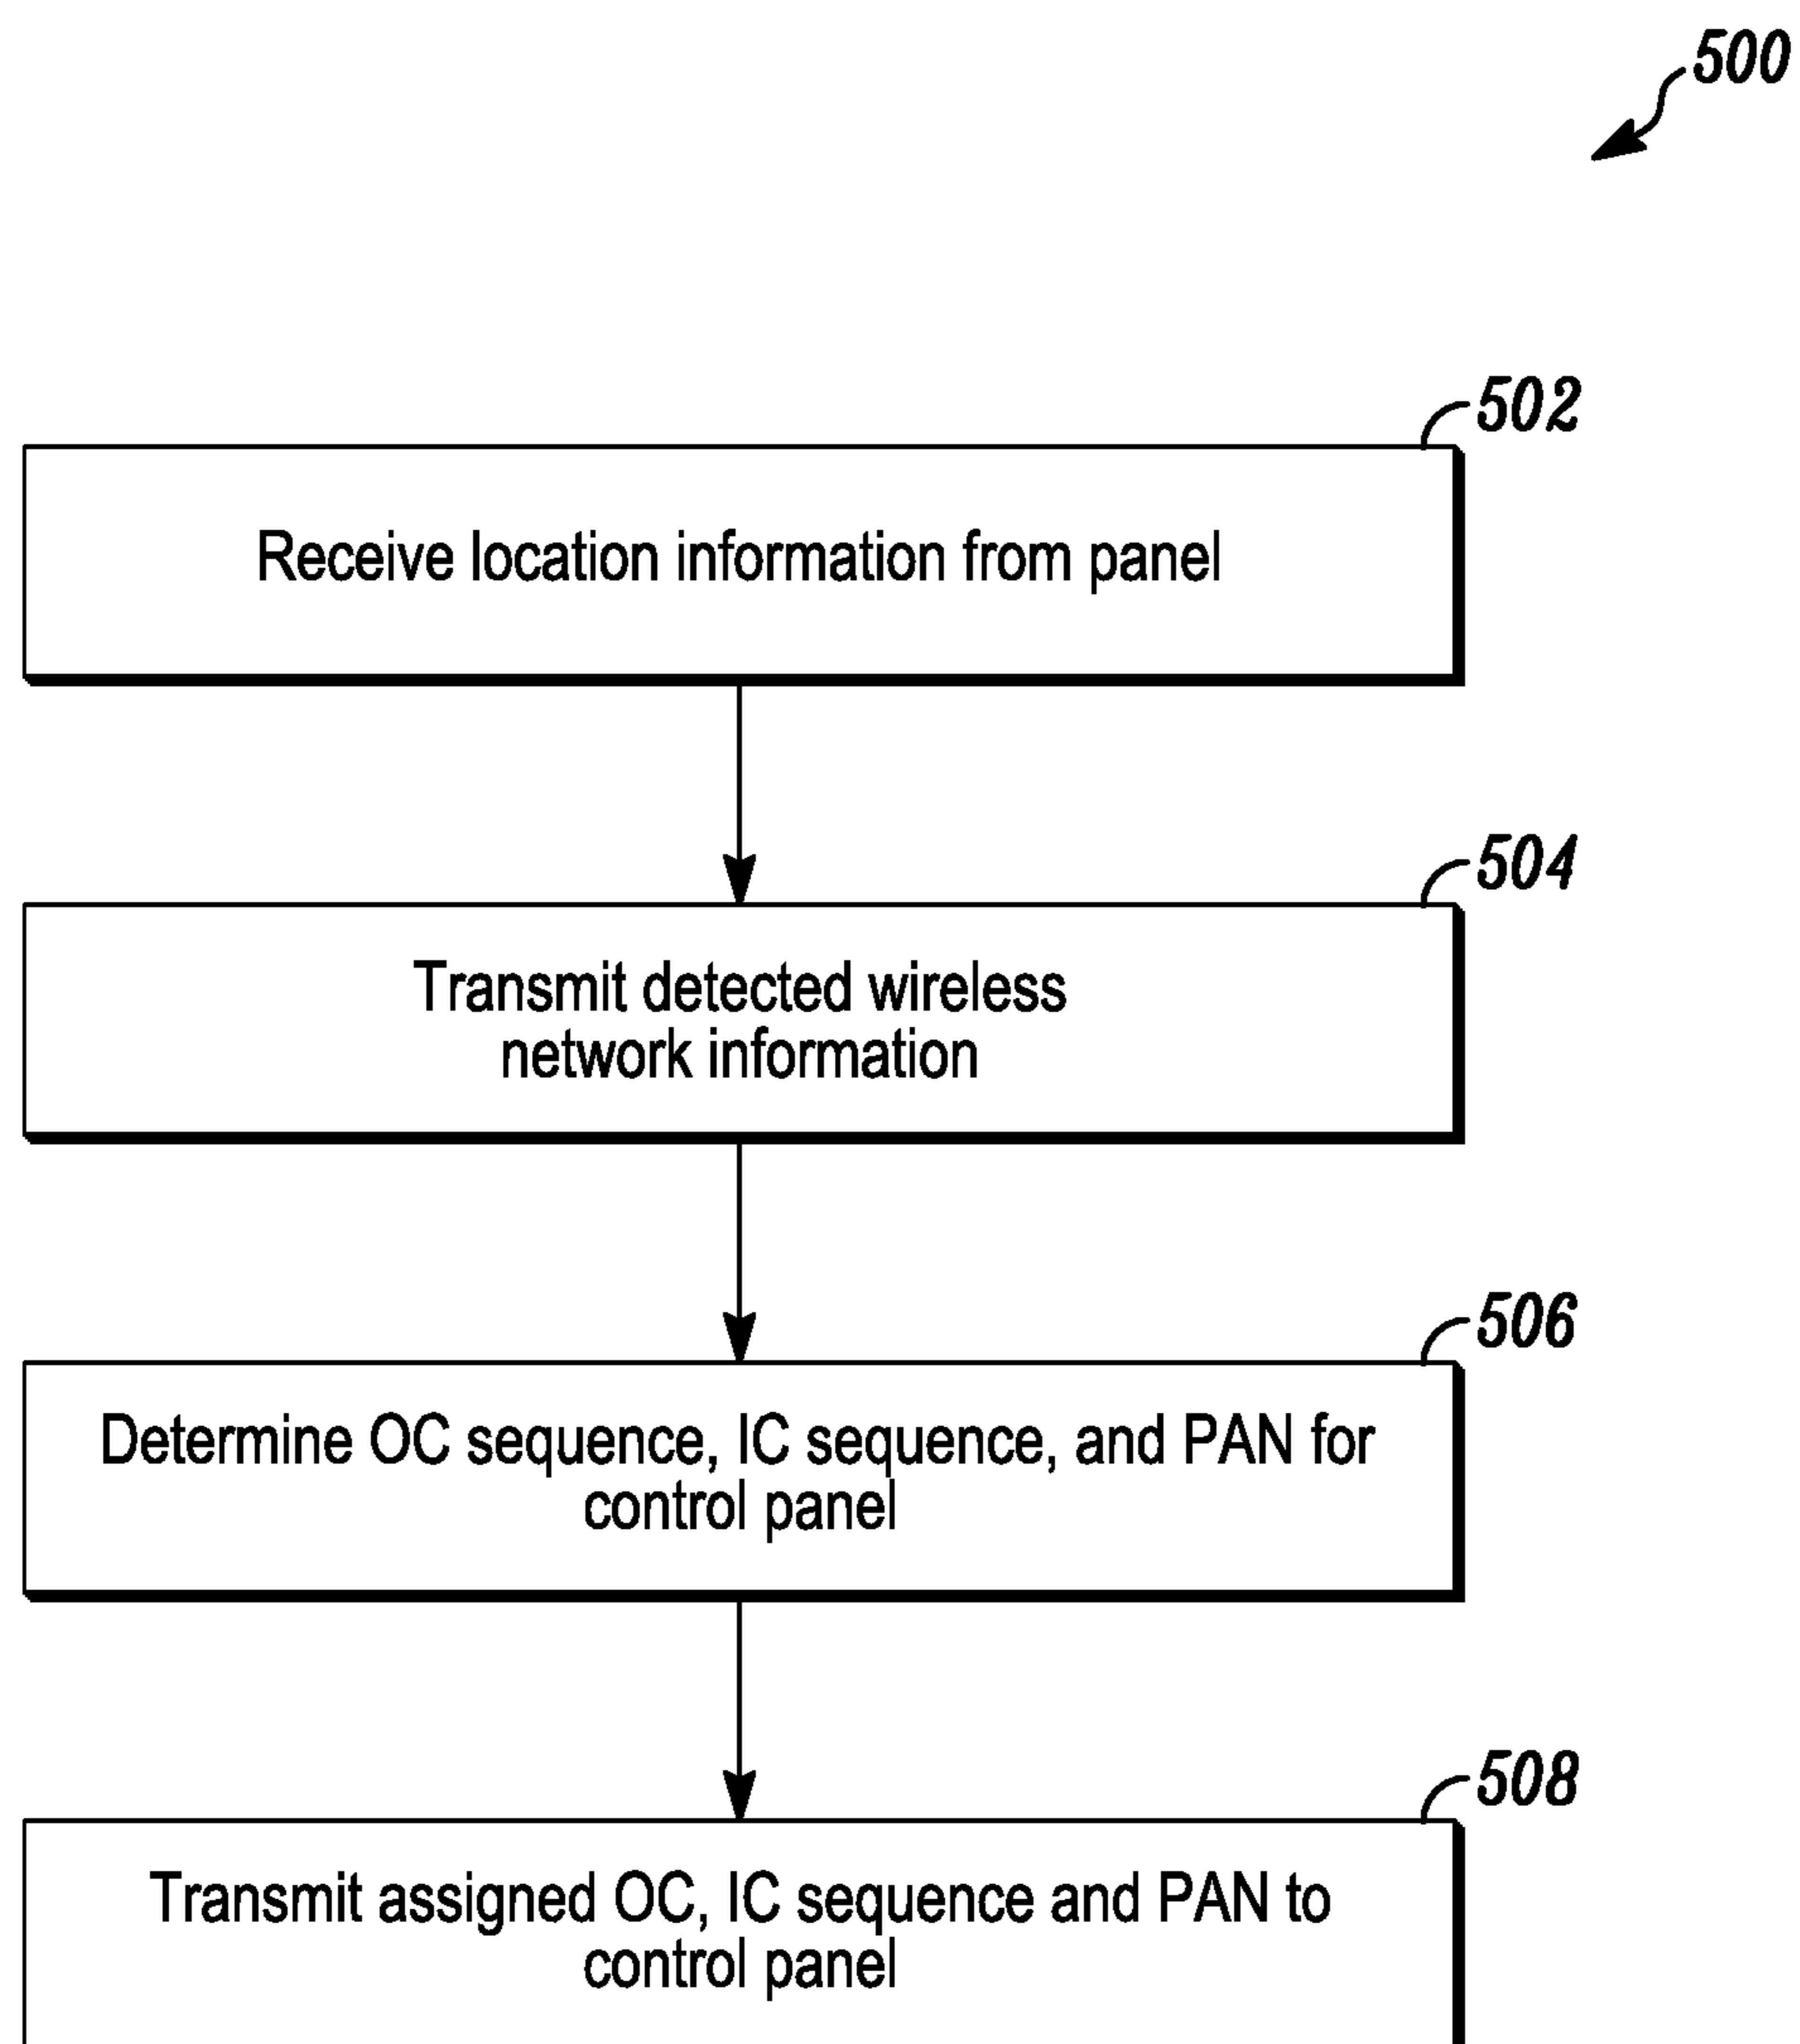 500
502
Receive location information from panel
504
Transmit detected wireless
network information
506
Determine OC sequence, IC sequence, and PAN for
control panel
508
Transmit assigned OC, IC sequence and PAN to
control panel